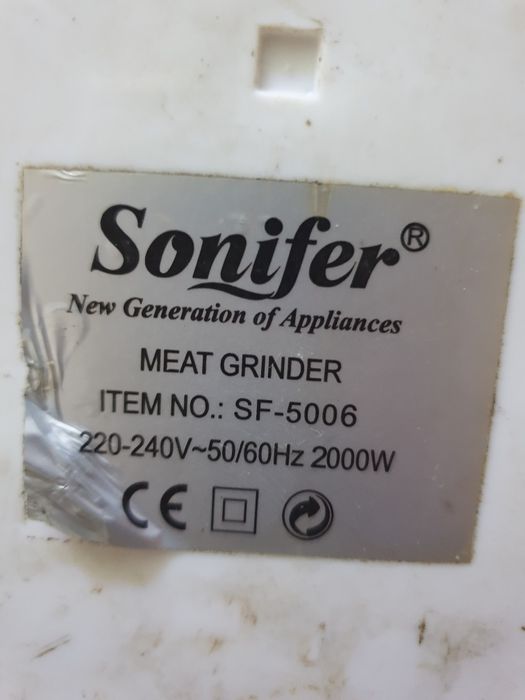 Sonifer®
New Generation of Appliances
MEAT GRINDER
ITEM NO.: SF-5006
220-240V~50/60Hz 2000W
CE